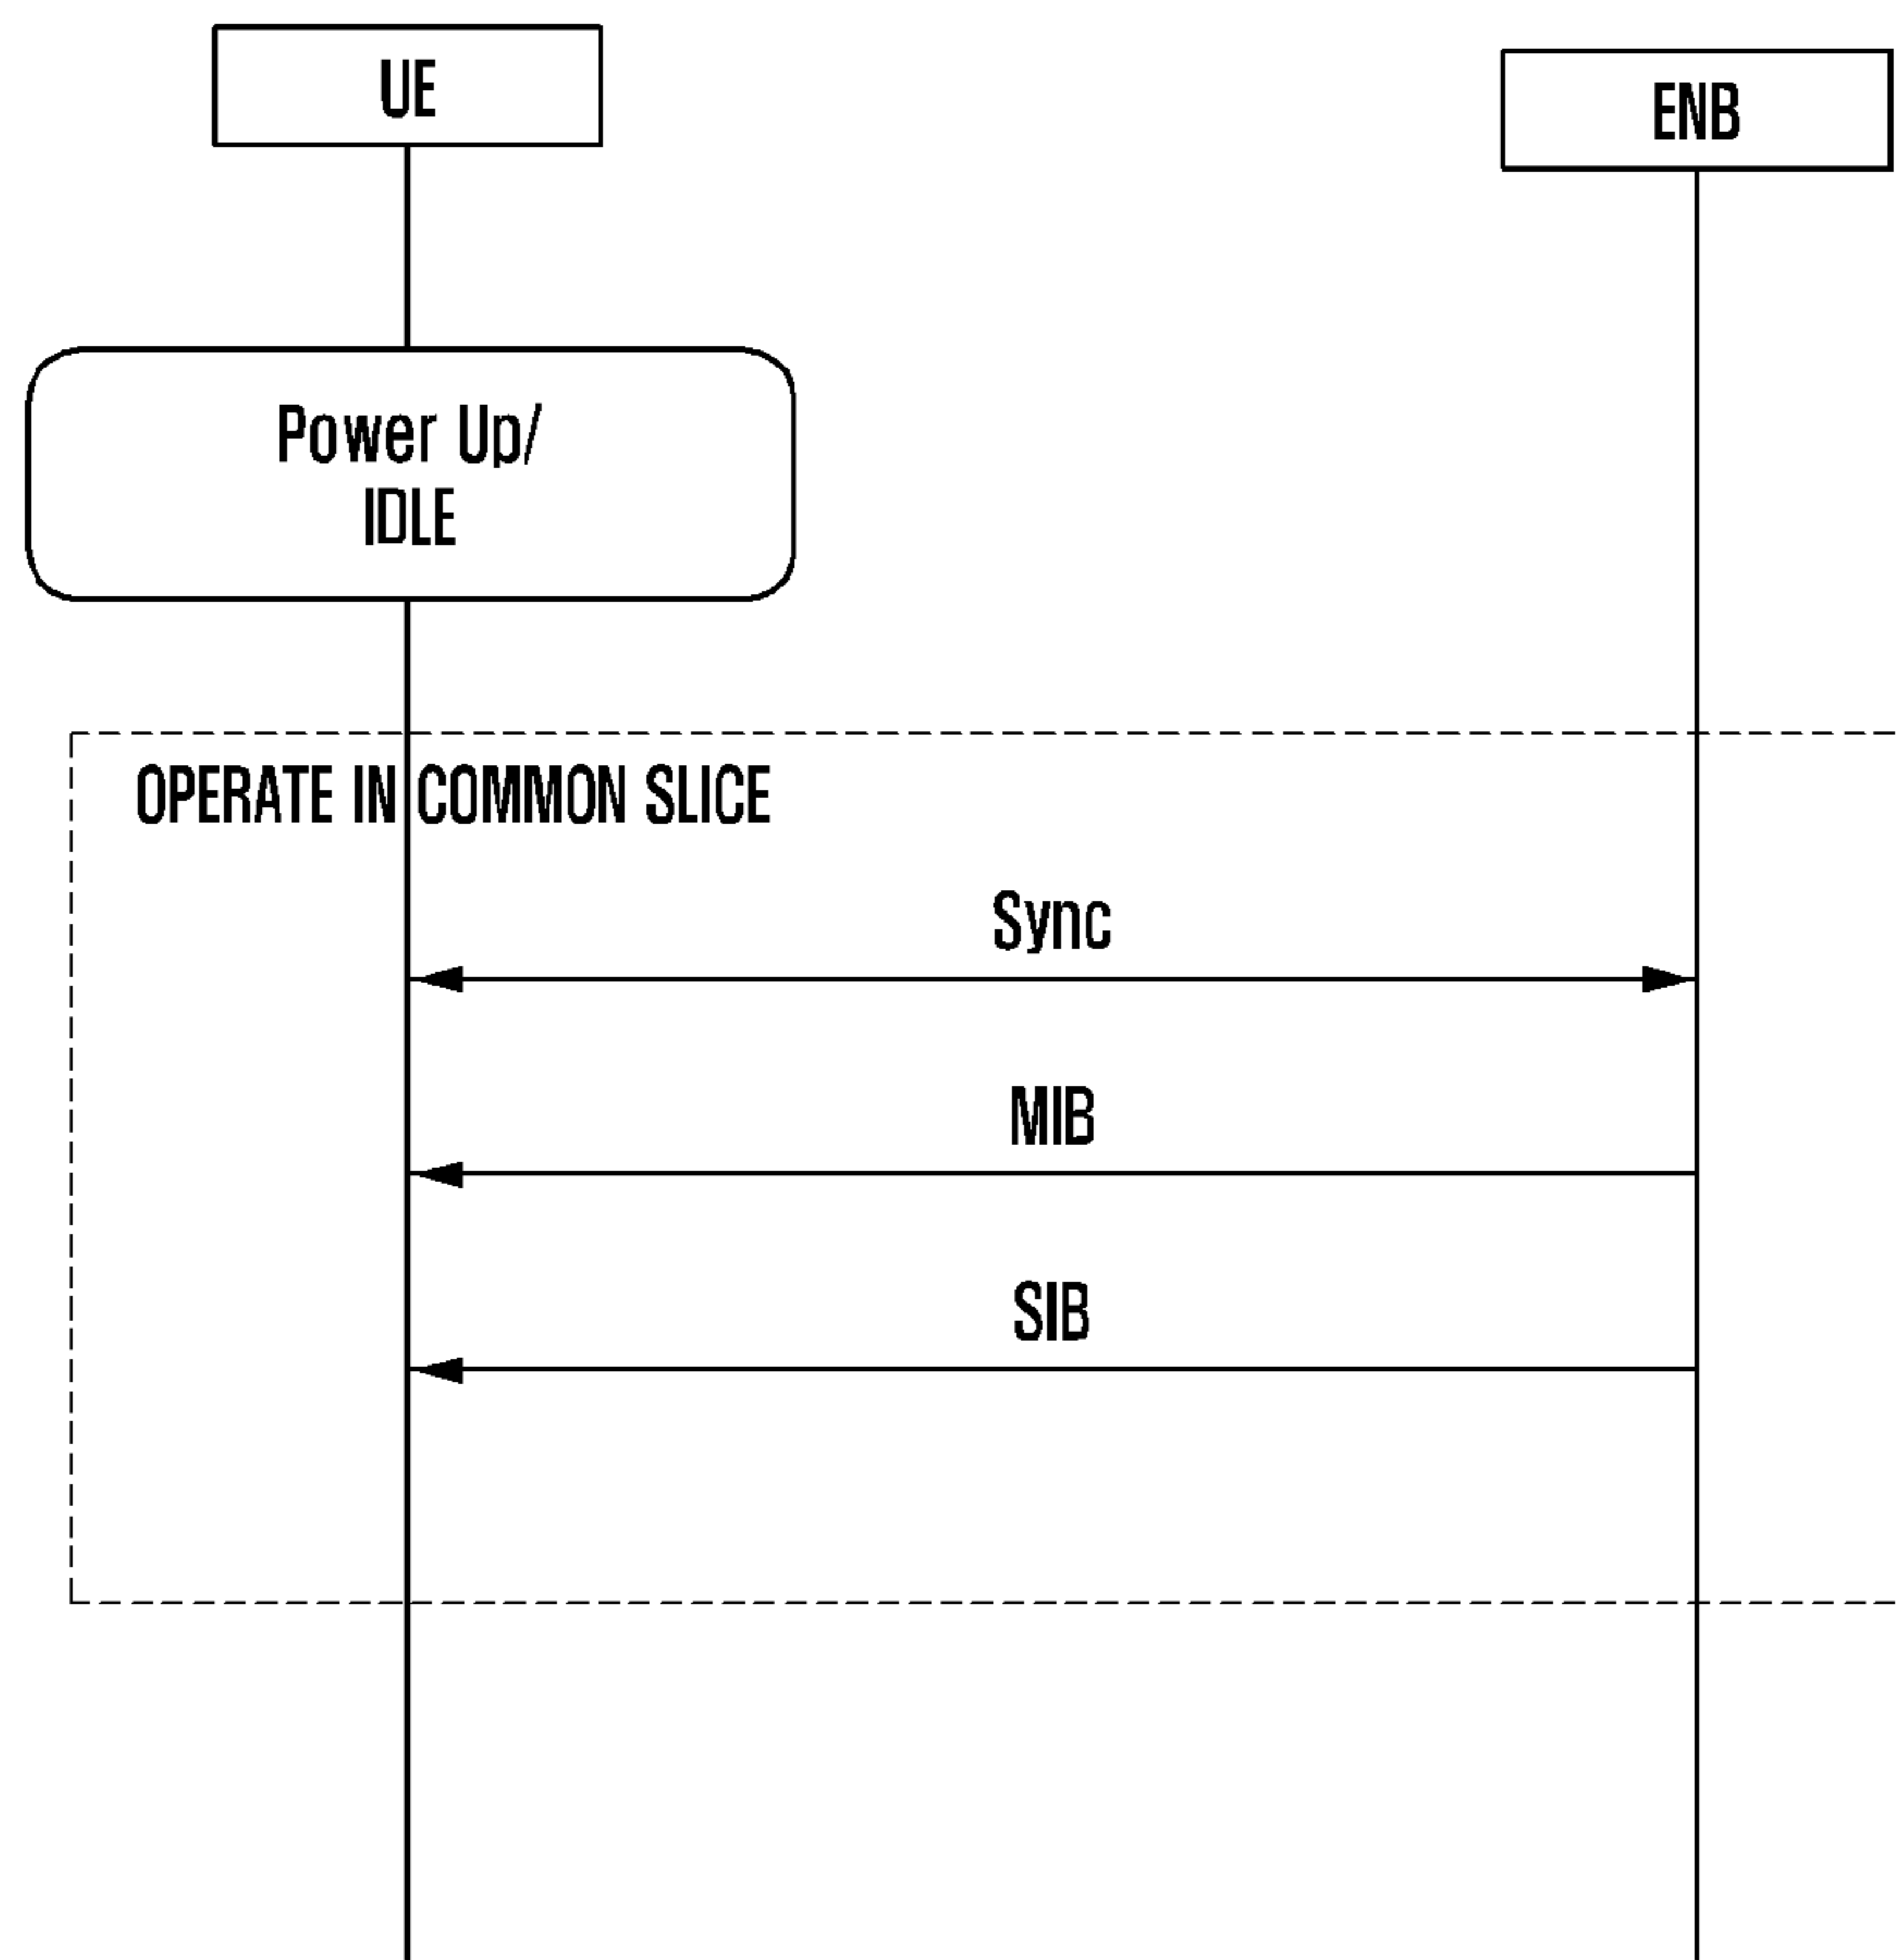 UE
ENB
Power Up/
IDLE
OPERATE IN COMMON SLICE
Sync
MIB
SIB